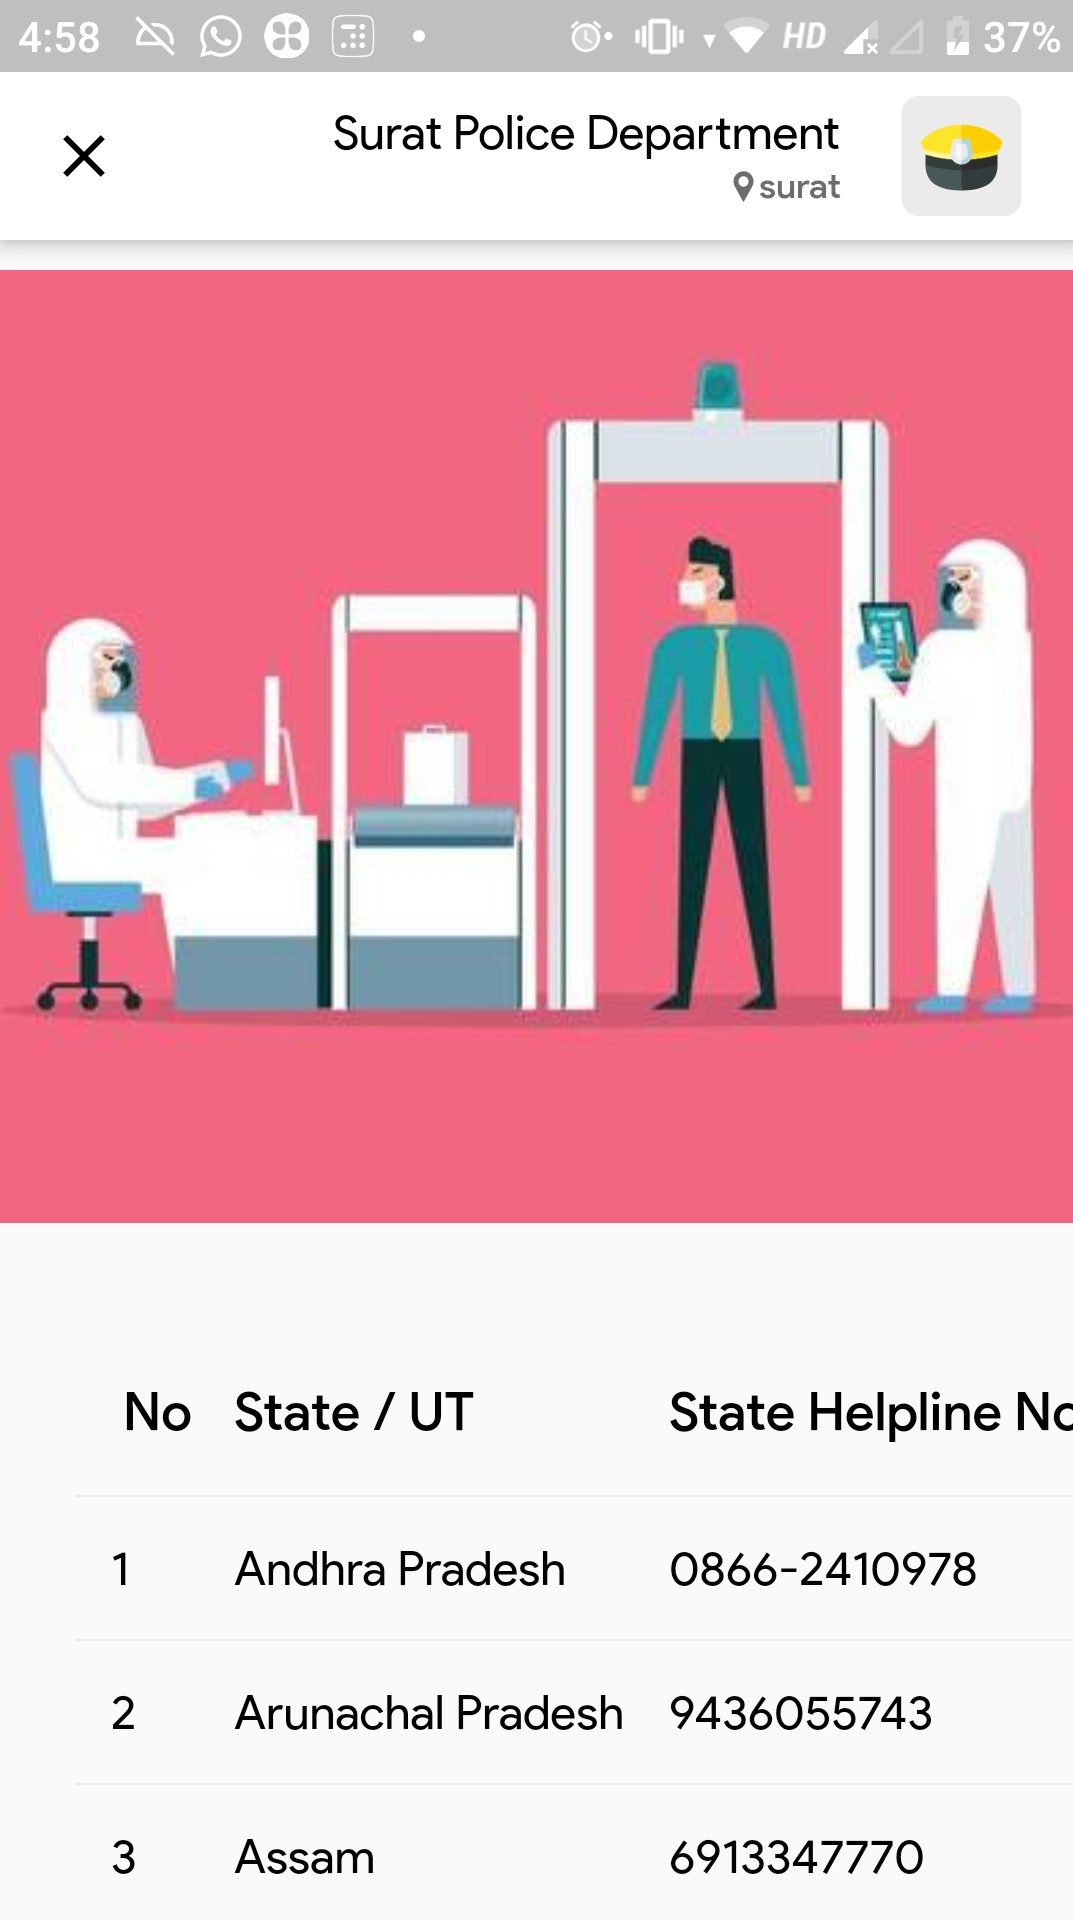 4:58 HD 37%
Surat Police Department
surat
No State / UT State Helpline No
1 Andhra Pradesh 0866-2410978
2 Arunachal Pradesh 9436055743
3 Assam 6913347770